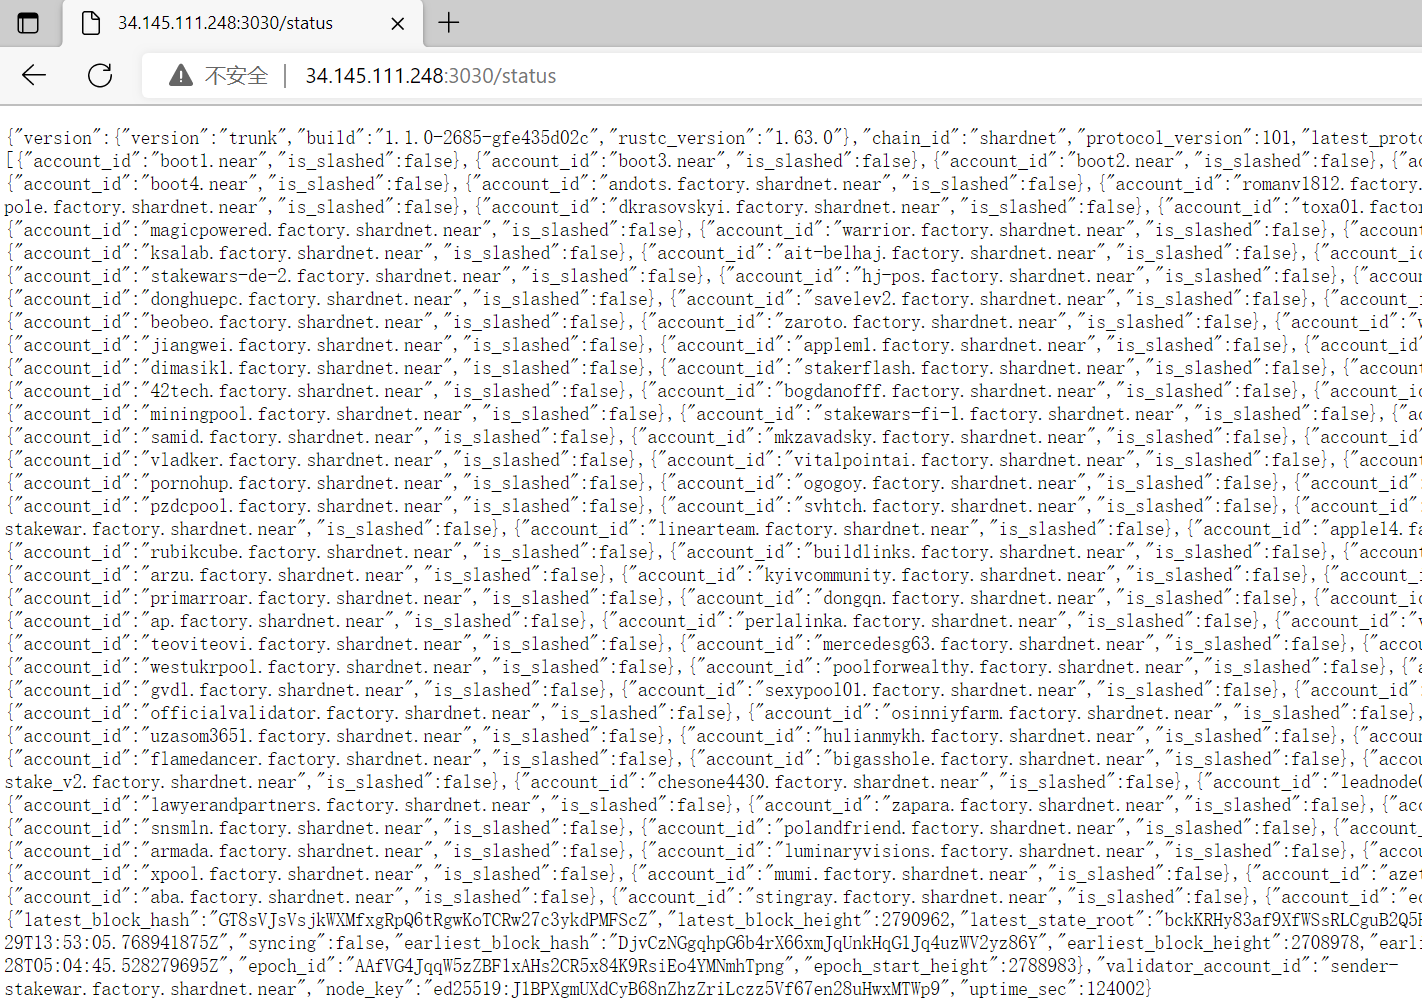 34.145.111.248:3030/status
不安全 | 34.145.111.248:3030/status
{"version":{"version":"trunk","build":"1.1.0-2685-gfe435d02c","rustc_version":"1.63.0"},"chain_id":"shardnet","protocol_version":101,"latest_protoc
[{"account_id":"boot1.near","is_slashed":false},{"account_id":"boot3.near","is_slashed":false},{"account_id":"boot2.near","is_slashed":false},{"ac
{"account_id":"boot4.near","is_slashed":false},{"account_id":"andots.factory.shardnet.near","is_slashed":false},{"account_id":"romanv1812.factory.
pole.factory.shardnet.near","is_slashed":false},{"account_id":"dkrasovskyi.factory.shardnet.near","is_slashed":false},{"account_id":"toxa01.factor
{"account_id":"magicpowered.factory.shardnet.near","is_slashed":false},{"account_id":"warrior.factory.shardnet.near","is_slashed":false},{"account
{"account_id":"ksalab.factory.shardnet.near","is_slashed":false},{"account_id":"ait-belhaj.factory.shardnet.near","is_slashed":false},{"account_id
{"account_id":"stakewars-de-2.factory.shardnet.near","is_slashed":false},{"account_id":"hj-pos.factory.shardnet.near","is_slashed":false},{"accoun
{"account_id":"donghuepc.factory.shardnet.near","is_slashed":false},{"account_id":"savelev2.factory.shardnet.near","is_slashed":false},{"account_i
{"account_id":"beobeo.factory.shardnet.near","is_slashed":false},{"account_id":"zaroto.factory.shardnet.near","is_slashed":false},{"account_id":"v
{"account_id":"jiangwei.factory.shardnet.near","is_slashed":false},{"account_id":"appleml.factory.shardnet.near","is_slashed":false},{"account_id"
{"account_id":"dimasik1.factory.shardnet.near","is_slashed":false},{"account_id":"stakerflash.factory.shardnet.near","is_slashed":false},{"account
{"account_id":"42tech.factory.shardnet.near","is_slashed":false},{"account_id":"bogdanofff.factory.shardnet.near","is_slashed":false},{"account_id
{"account_id":"miningpool.factory.shardnet.near","is_slashed":false},{"account_id":"stakewars-fi-1.factory.shardnet.near","is_slashed":false},{"ac
{"account_id":"samid.factory.shardnet.near","is_slashed":false},{"account_id":"mkzavadsky.factory.shardnet.near","is_slashed":false},{"account_id"
{"account_id":"vladker.factory.shardnet.near","is_slashed":false},{"account_id":"vitalpointai.factory.shardnet.near","is_slashed":false},{"account
{"account_id":"pornohup.factory.shardnet.near","is_slashed":false},{"account_id":"ogogoy.factory.shardnet.near","is_slashed":false},{"account_id":
{"account_id":"pzdcpool.factory.shardnet.near","is_slashed":false},{"account_id":"svhtch.factory.shardnet.near","is_slashed":false},{"account_id":
stakewar.factory.shardnet.near","is_slashed":false},{"account_id":"linearteam.factory.shardnet.near","is_slashed":false},{"account_id":"apple14.fa
{"account_id":"rubikcube.factory.shardnet.near","is_slashed":false},{"account_id":"buildlinks.factory.shardnet.near","is_slashed":false},{"account
{"account_id":"arzu.factory.shardnet.near","is_slashed":false},{"account_id":"kyivcommunity.factory.shardnet.near","is_slashed":false},{"account_i
{"account_id":"primarroar.factory.shardnet.near","is_slashed":false},{"account_id":"dongqn.factory.shardnet.near","is_slashed":false},{"account_id
{"account_id":"ap.factory.shardnet.near","is_slashed":false},{"account_id":"perlalinka.factory.shardnet.near","is_slashed":false},{"account_id":"v
{"account_id":"teoviteovi.factory.shardnet.near","is_slashed":false},{"account_id":"mercedesg63.factory.shardnet.near","is_slashed":false},{"accou
{"account_id":"westukrpool.factory.shardnet.near","is_slashed":false},{"account_id":"poolforwealthy.factory.shardnet.near","is_slashed":false},{"a
{"account_id":"gvdl.factory.shardnet.near","is_slashed":false},{"account_id":"sexypool01.factory.shardnet.near","is_slashed":false},{"account_id":
{"account_id":"officialvalidator.factory.shardnet.near","is_slashed":false},{"account_id":"osinniyfarm.factory.shardnet.near","is_slashed":false},
{"account_id":"uzasom3651.factory.shardnet.near","is_slashed":false},{"account_id":"hulianmykh.factory.shardnet.near","is_slashed":false},{"accoun
{"account_id":"flamedancer.factory.shardnet.near","is_slashed":false},{"account_id":"bigasshole.factory.shardnet.near","is_slashed":false},{"accou
stake_v2.factory.shardnet.near","is_slashed":false},{"account_id":"chesone4430.factory.shardnet.near","is_slashed":false},{"account_id":"leadnode0
{"account_id":"lawyerandpartners.factory.shardnet.near","is_slashed":false},{"account_id":"zapara.factory.shardnet.near","is_slashed":false},{"acc
{"account_id":"snsmln.factory.shardnet.near","is_slashed":false},{"account_id":"polandfriend.factory.shardnet.near","is_slashed":false},{"account_
{"account_id":"armada.factory.shardnet.near","is_slashed":false},{"account_id":"luminaryvisions.factory.shardnet.near","is_slashed":false},{"accou
{"account_id":"xpool.factory.shardnet.near","is_slashed":false},{"account_id":"mumi.factory.shardnet.near","is_slashed":false},{"account_id":"azet
{"account_id":"aba.factory.shardnet.near","is_slashed":false},{"account_id":"stingray.factory.shardnet.near","is_slashed":false},{"account_id":"ec
{"latest_block_hash":"GT8sVJsVsjkWXMfxgRpQ6tRgwKoTCRw27c3ykdPMFScZ","latest_block_height":2790962,"latest_state_root":"bckKRHy83af9XfWSsRLCguB2Q5H
29T13:53:05.768941875Z","syncing":false,"earliest_block_hash":"DjvCzNGgqhpG6b4rX66xmJqUnkHqG1Jq4uzWV2yz86Y","earliest_block_height":2708978,"earli
28T05:04:45.528279695Z","epoch_id":"AAfVG4JqqW5zZBF1xAHs2CR5x84K9RsiEo4YMNmhTpng","epoch_start_height":2788983},"validator_account_id":"sender-
stakewar.factory.shardnet.near","node_key":"ed25519:J1BPXgmUXdCyB68nZhzZriLczz5Vf67en28uHwxMTWp9","uptime_sec":124002}